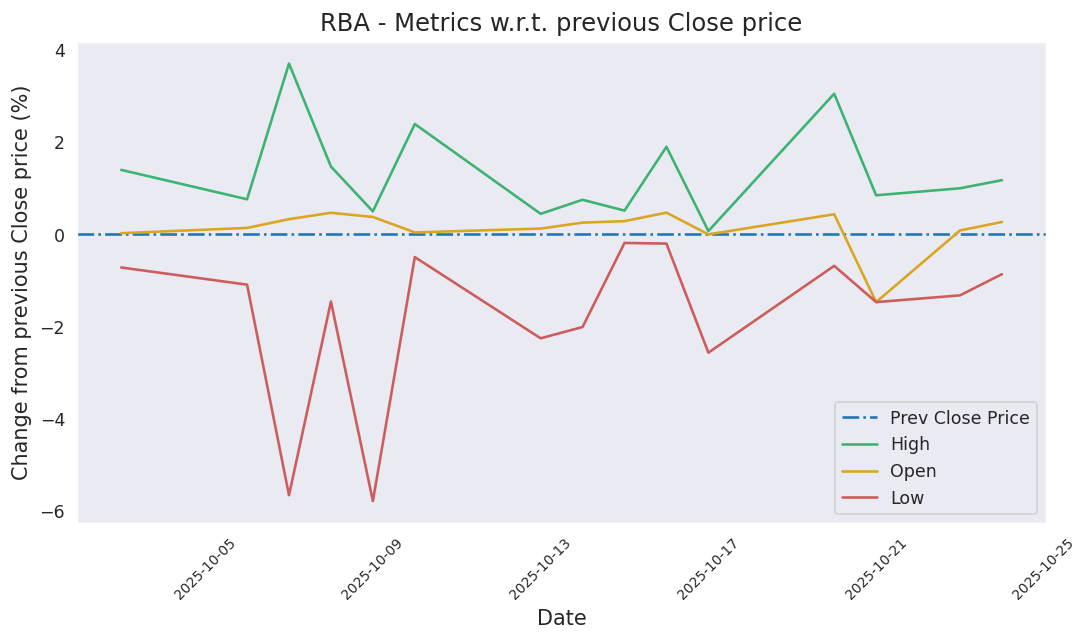 RBA - Metrics w.r.t. previous Close price
Change from previous Close price (%)
4
2
0
−2
−4
−6
Prev Close Price
High
Open
Low
2025-10-05
2025-10-09
2025-10-13
2025-10-17
2025-10-21
2025-10-25
Date